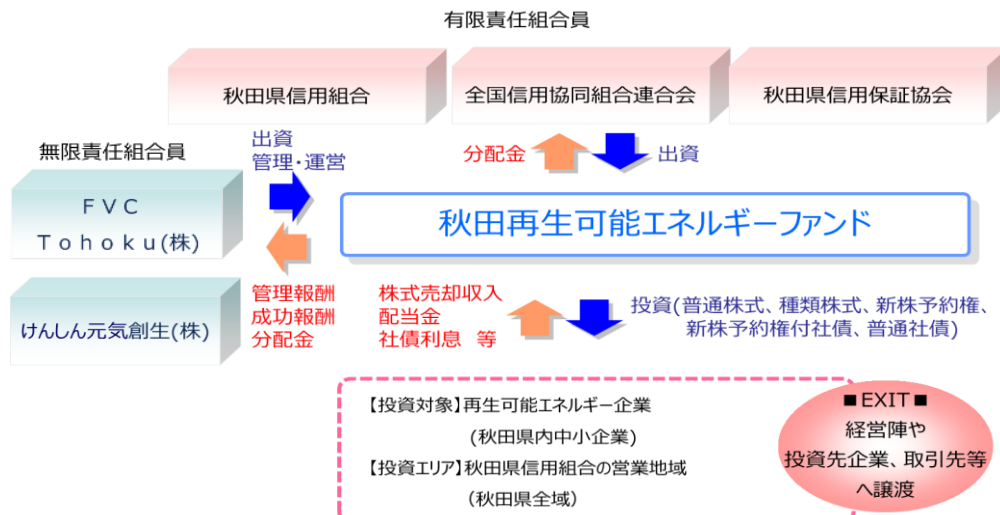 有限責任組合員
秋田県信用組合
全国信用協同組合連合会
秋田県信用保証協会
無限責任組合員
出資
管理・運営
分配金
出資
ＦＶＣ
Ｔｏｈｏｋｕ(株)
秋田再生可能エネルギーファンド
けんしん元気創生(株)
管理報酬
成功報酬
分配金
株式売却収入
配当金
社債利息 等
投資(普通株式、種類株式、新株予約権、
新株予約権付社債、普通社債)
【投資対象】再生可能エネルギー企業
(秋田県内中小企業)
【投資エリア】秋田県信用組合の営業地域
（秋田県全域）
■EXIT■
経営陣や
投資先企業、取引先等
へ譲渡